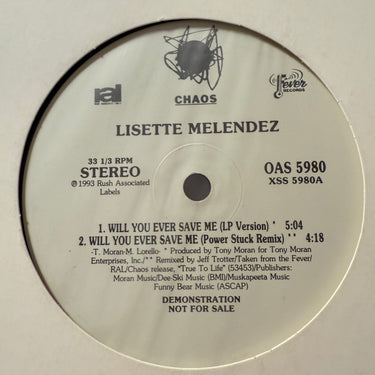 ral
CHAOS
Fever
RECORDS
LISETTE MELENDEZ
33 1/3 RPM
STEREO
℗1993 Rush Associated
Labels
OAS 5980
XSS 5980A
1. WILL YOU EVER SAVE ME (LP Version) * 5:04
2. WILL YOU EVER SAVE ME (Power Stuck Remix) * * 4:18
-T. Moran-M. Lorello- *Produced by Tony Moran for Tony Moran
Enterprises, Inc./* * Remixed by Jeff Trotter/Taken from the Fever/
RAL/Chaos release, "True To Life" (53453)/Publishers:
Moran Music/Dee-Ski Music (BMI)/Muskapeeta Music
Funny Bear Music (ASCAP)
DEMONSTRATION
NOT FOR SALE